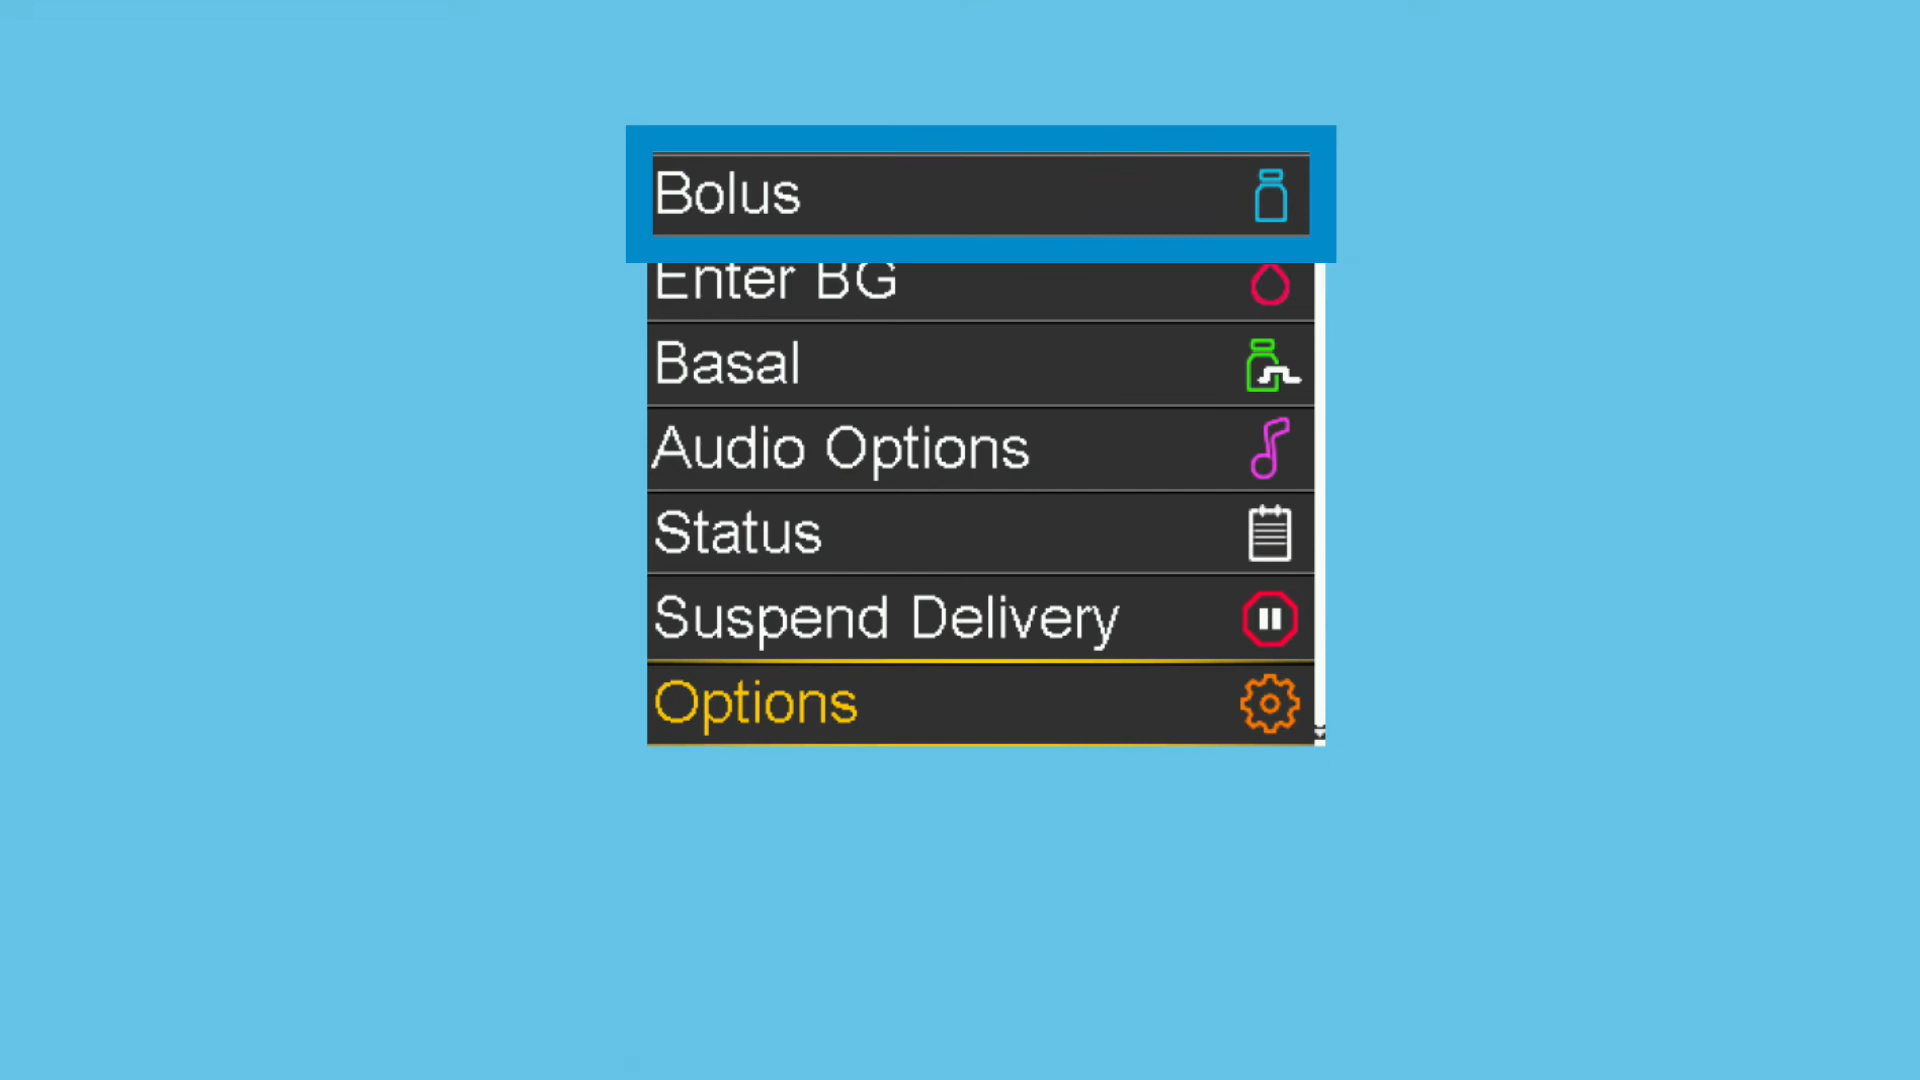 Bolus
Enter BG
Basal
Audio Options
Status
Suspend Delivery
Options